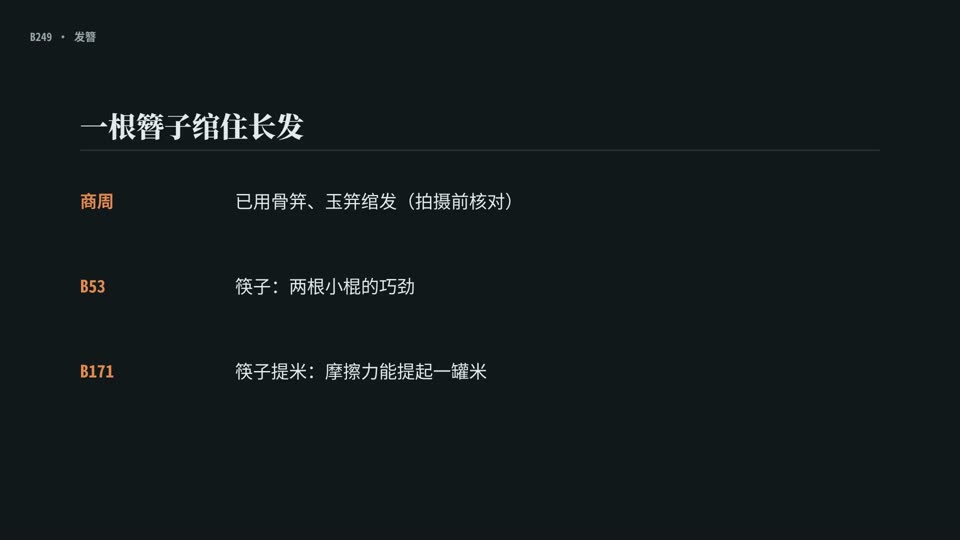 B249 · 发簪
一根簪子绾住长发
商周 已用骨笄、玉笄绾发（拍摄前核对）
B53 筷子：两根小棍的巧劲
B171 筷子提米：摩擦力能提起一罐米